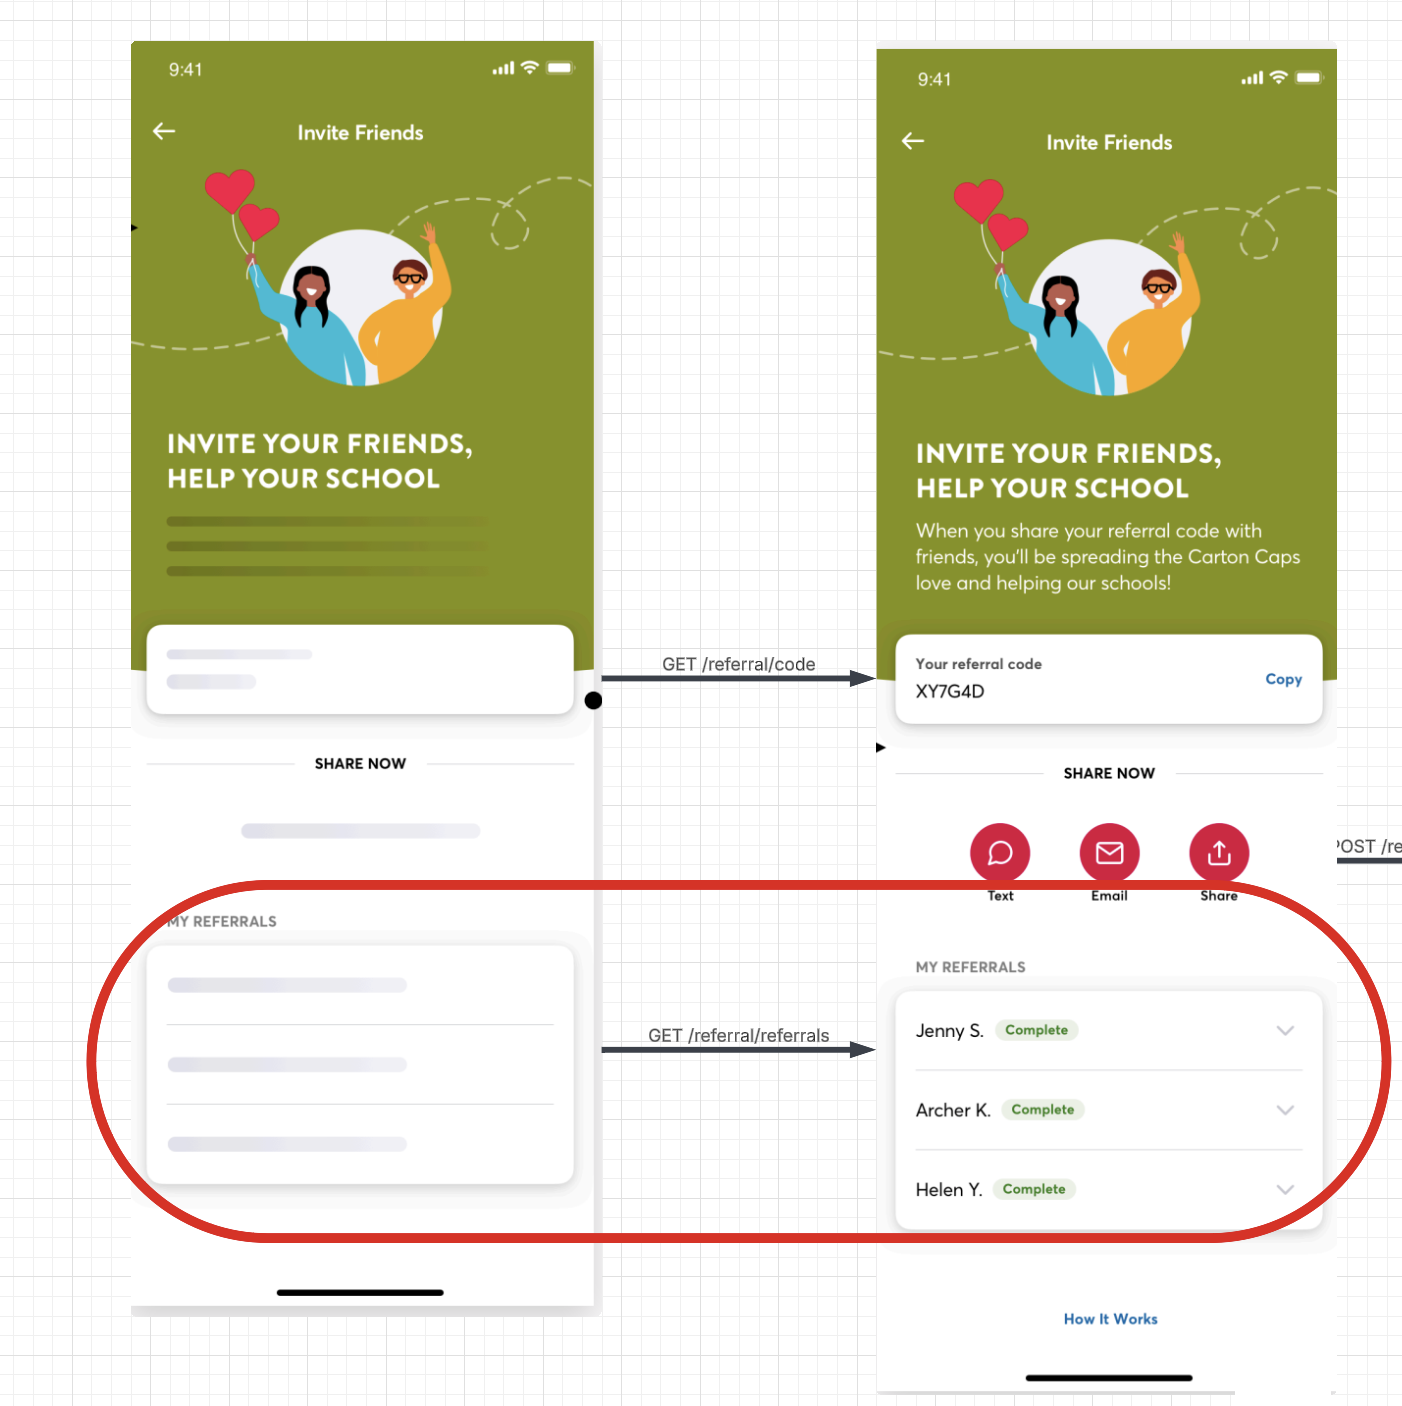 9:41
Invite Friends
INVITE YOUR FRIENDS,
HELP YOUR SCHOOL
SHARE NOW
MY REFERRALS
GET /referral/code
GET /referral/referrals
9:41
Invite Friends
INVITE YOUR FRIENDS,
HELP YOUR SCHOOL
When you share your referral code with
friends, you'll be spreading the Carton Caps
love and helping our schools!
Your referral code
XY7G4D
Copy
SHARE NOW
Text
Email
Share
MY REFERRALS
Jenny S. Complete
Archer K. Complete
Helen Y. Complete
How It Works
POST /re